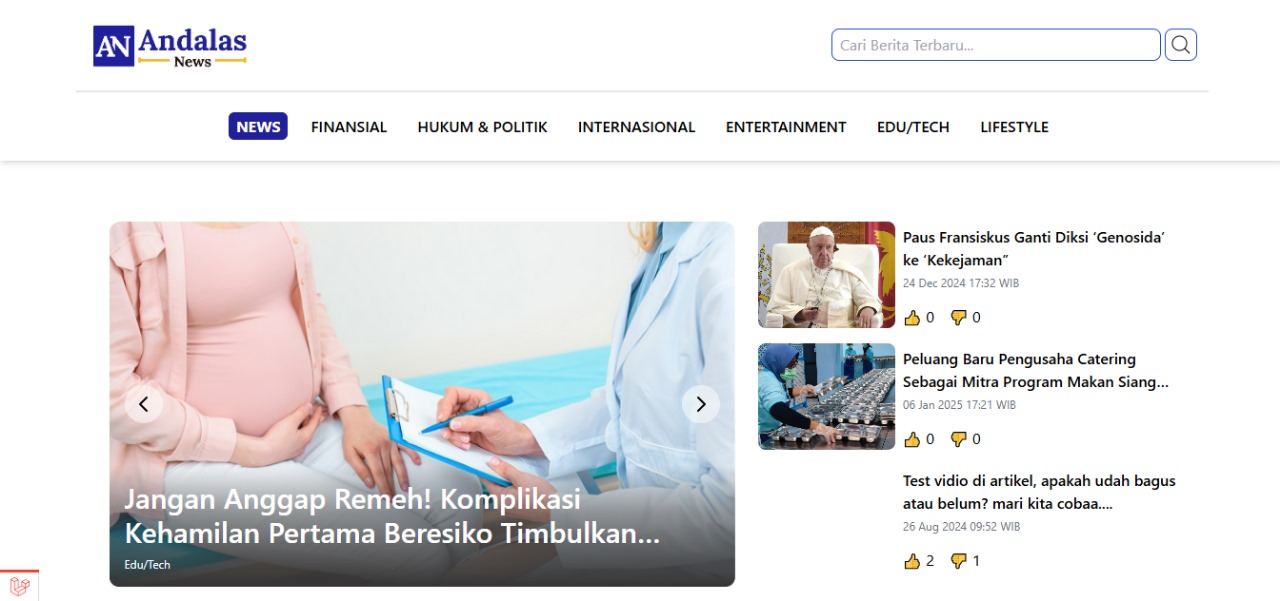 AN Andalas
News
Cari Berita Terbaru...
NEWS FINANSIAL HUKUM & POLITIK INTERNASIONAL ENTERTAINMENT EDU/TECH LIFESTYLE
Jangan Anggap Remeh! Komplikasi
Kehamilan Pertama Beresiko Timbulkan...
Edu/Tech
Paus Fransiskus Ganti Diksi ‘Genosida’
ke ‘Kekejaman”
24 Dec 2024 17:32 WIB
0 0
Peluang Baru Pengusaha Catering
Sebagai Mitra Program Makan Siang...
06 Jan 2025 17:21 WIB
0 0
Test vidio di artikel, apakah udah bagus
atau belum? mari kita cobaa....
26 Aug 2024 09:52 WIB
2 1